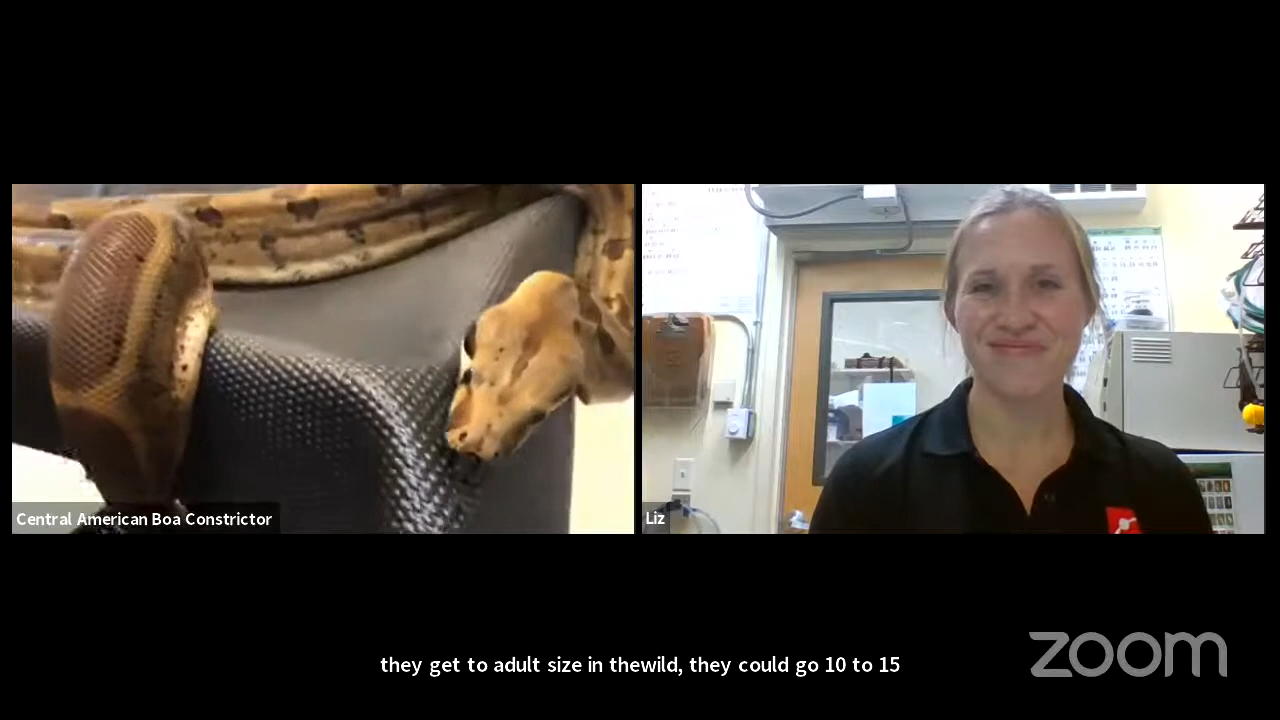 Central American Boa Constrictor
Liz
they get to adult size in thewild, they could go 10 to 15
zoom